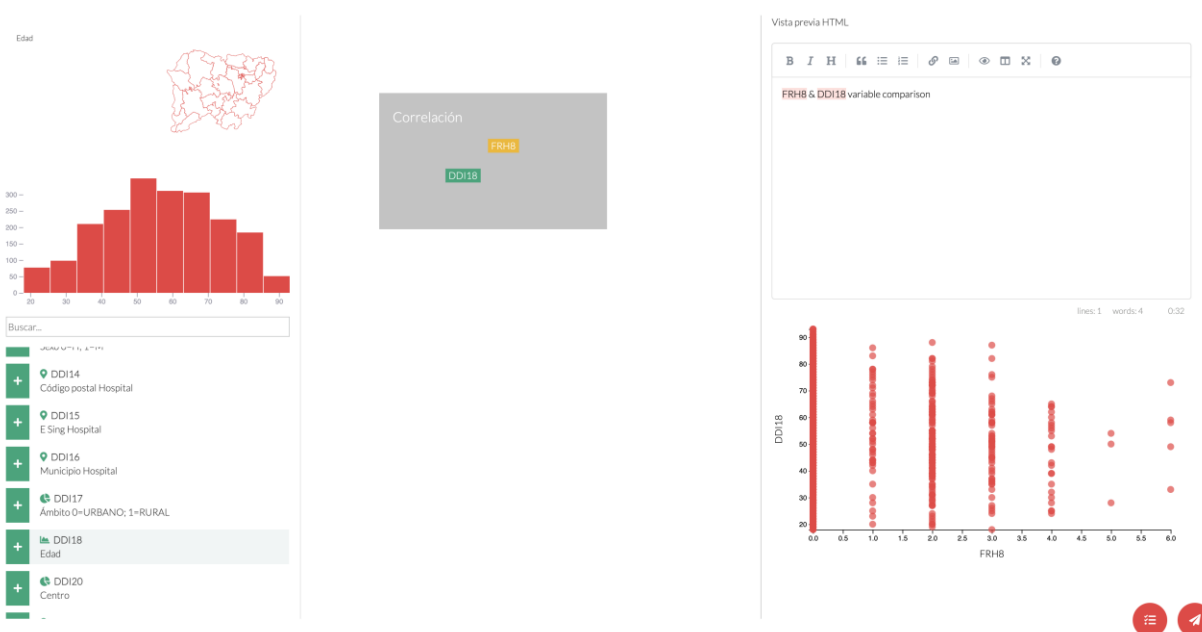 Edad
300
250
200
150
100
50
0
20 30 40 50 60 70 80 90
Buscar...
Sexo 0=H, 1=M
DDI14
Código postal Hospital
DDI15
E Sing Hospital
DDI16
Municipio Hospital
DDI17
Ámbito 0=URBANO; 1=RURAL
DDI18
Edad
DDI20
Centro
Correlación
FRH8
DDI18
Vista previa HTML
B I H
FRH8 & DDI18 variable comparison
lines: 1 words: 4 0:32
90
80
70
60
50
40
30
20
DDI18
0.0 0.5 1.0 1.5 2.0 2.5 3.0 3.5 4.0 4.5 5.0 5.5 6.0
FRH8